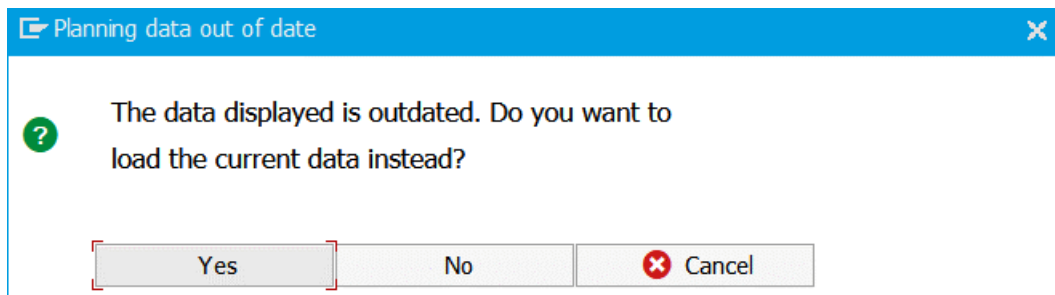 Planning data out of date
The data displayed is outdated. Do you want to
load the current data instead?
Yes No Cancel